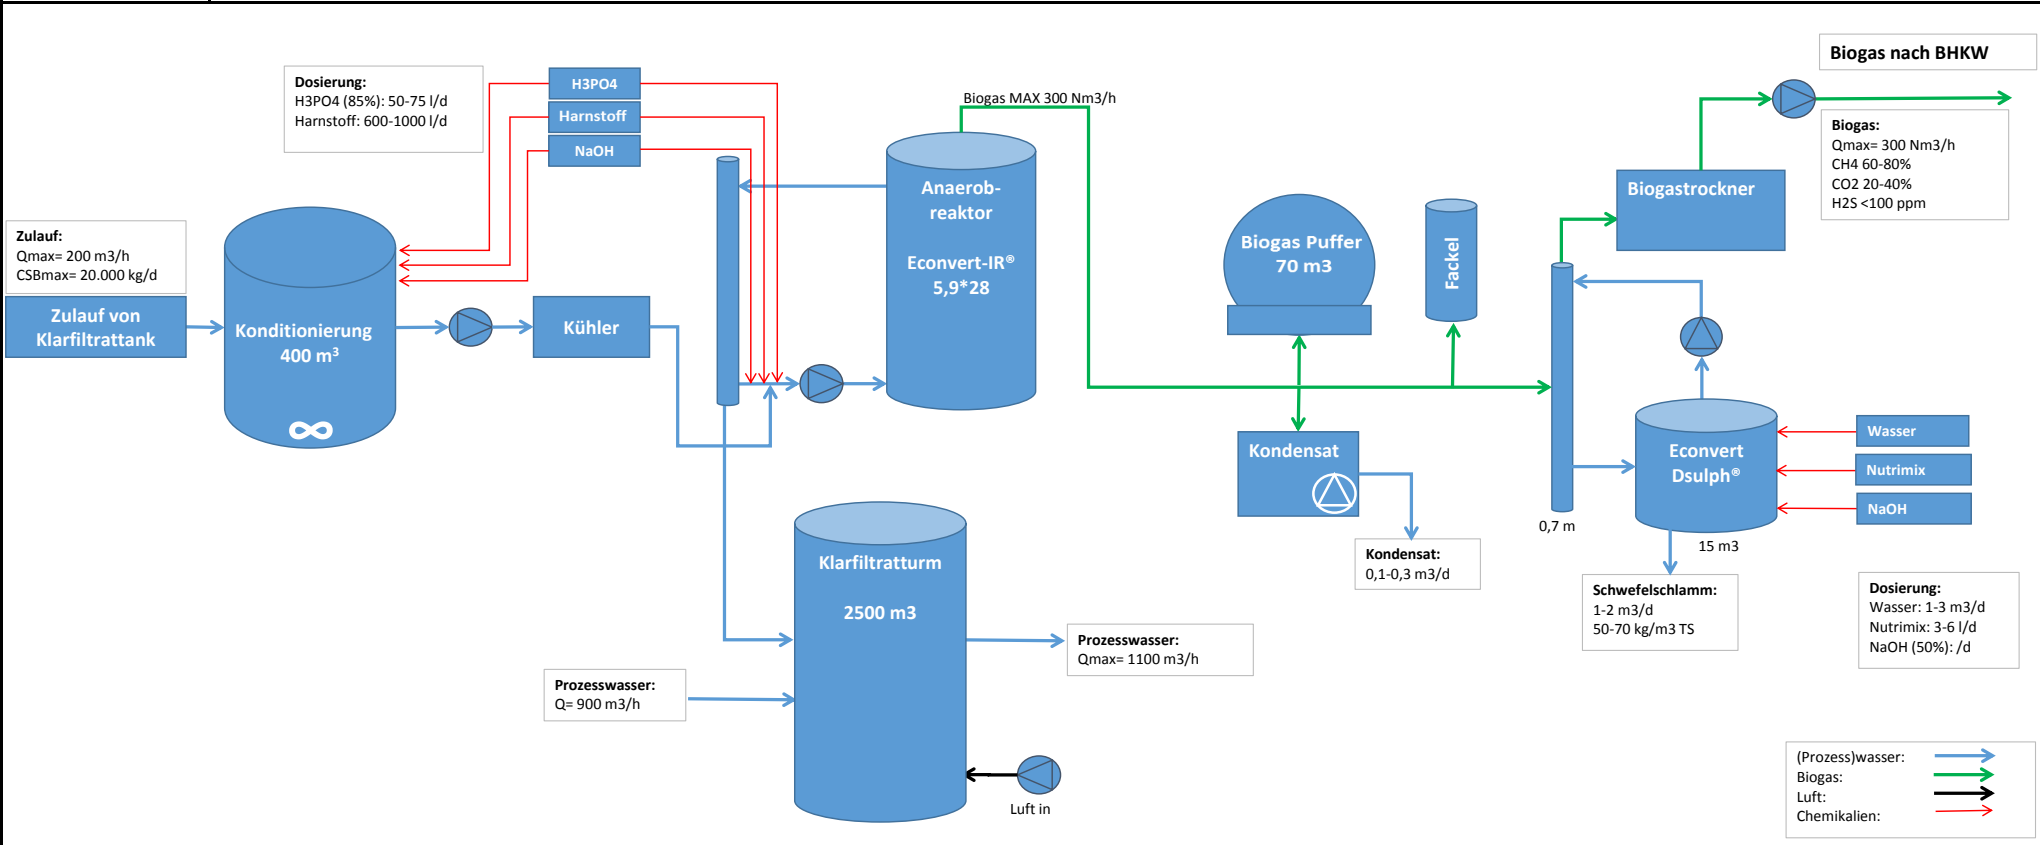 Biogas nach BHKW
Dosierung:
H3PO4 (85%): 50-75 l/d
Harnstoff: 600-1000 l/d
H3PO4
Harnstoff
NaOH
Biogas MAX 300 Nm3/h
Biogas:
Qmax= 300 Nm3/h
CH4 60-80%
CO2 20-40%
H2S <100 ppm
Anaerob-
reaktor
Econvert-IR®
5,9*28
Biogastrockner
Zulauf:
Qmax= 200 m3/h
CSBmax= 20.000 kg/d
Zulauf von
Klarfiltrattank
Konditionierung
400 m³
Kühler
Biogas Puffer
70 m3
Fackel
Kondensat
Econvert
Dsulph®
Wasser
Nutrimix
NaOH
0,7 m
15 m3
Kondensat:
0,1-0,3 m3/d
Schwefelschlamm:
1-2 m3/d
50-70 kg/m3 TS
Dosierung:
Wasser: 1-3 m3/d
Nutrimix: 3-6 l/d
NaOH (50%): /d
Klarfiltratturm
2500 m3
Prozesswasser:
Qmax= 1100 m3/h
Prozesswasser:
Q= 900 m3/h
Luft in
(Prozess)wasser:
Biogas:
Luft:
Chemikalien: